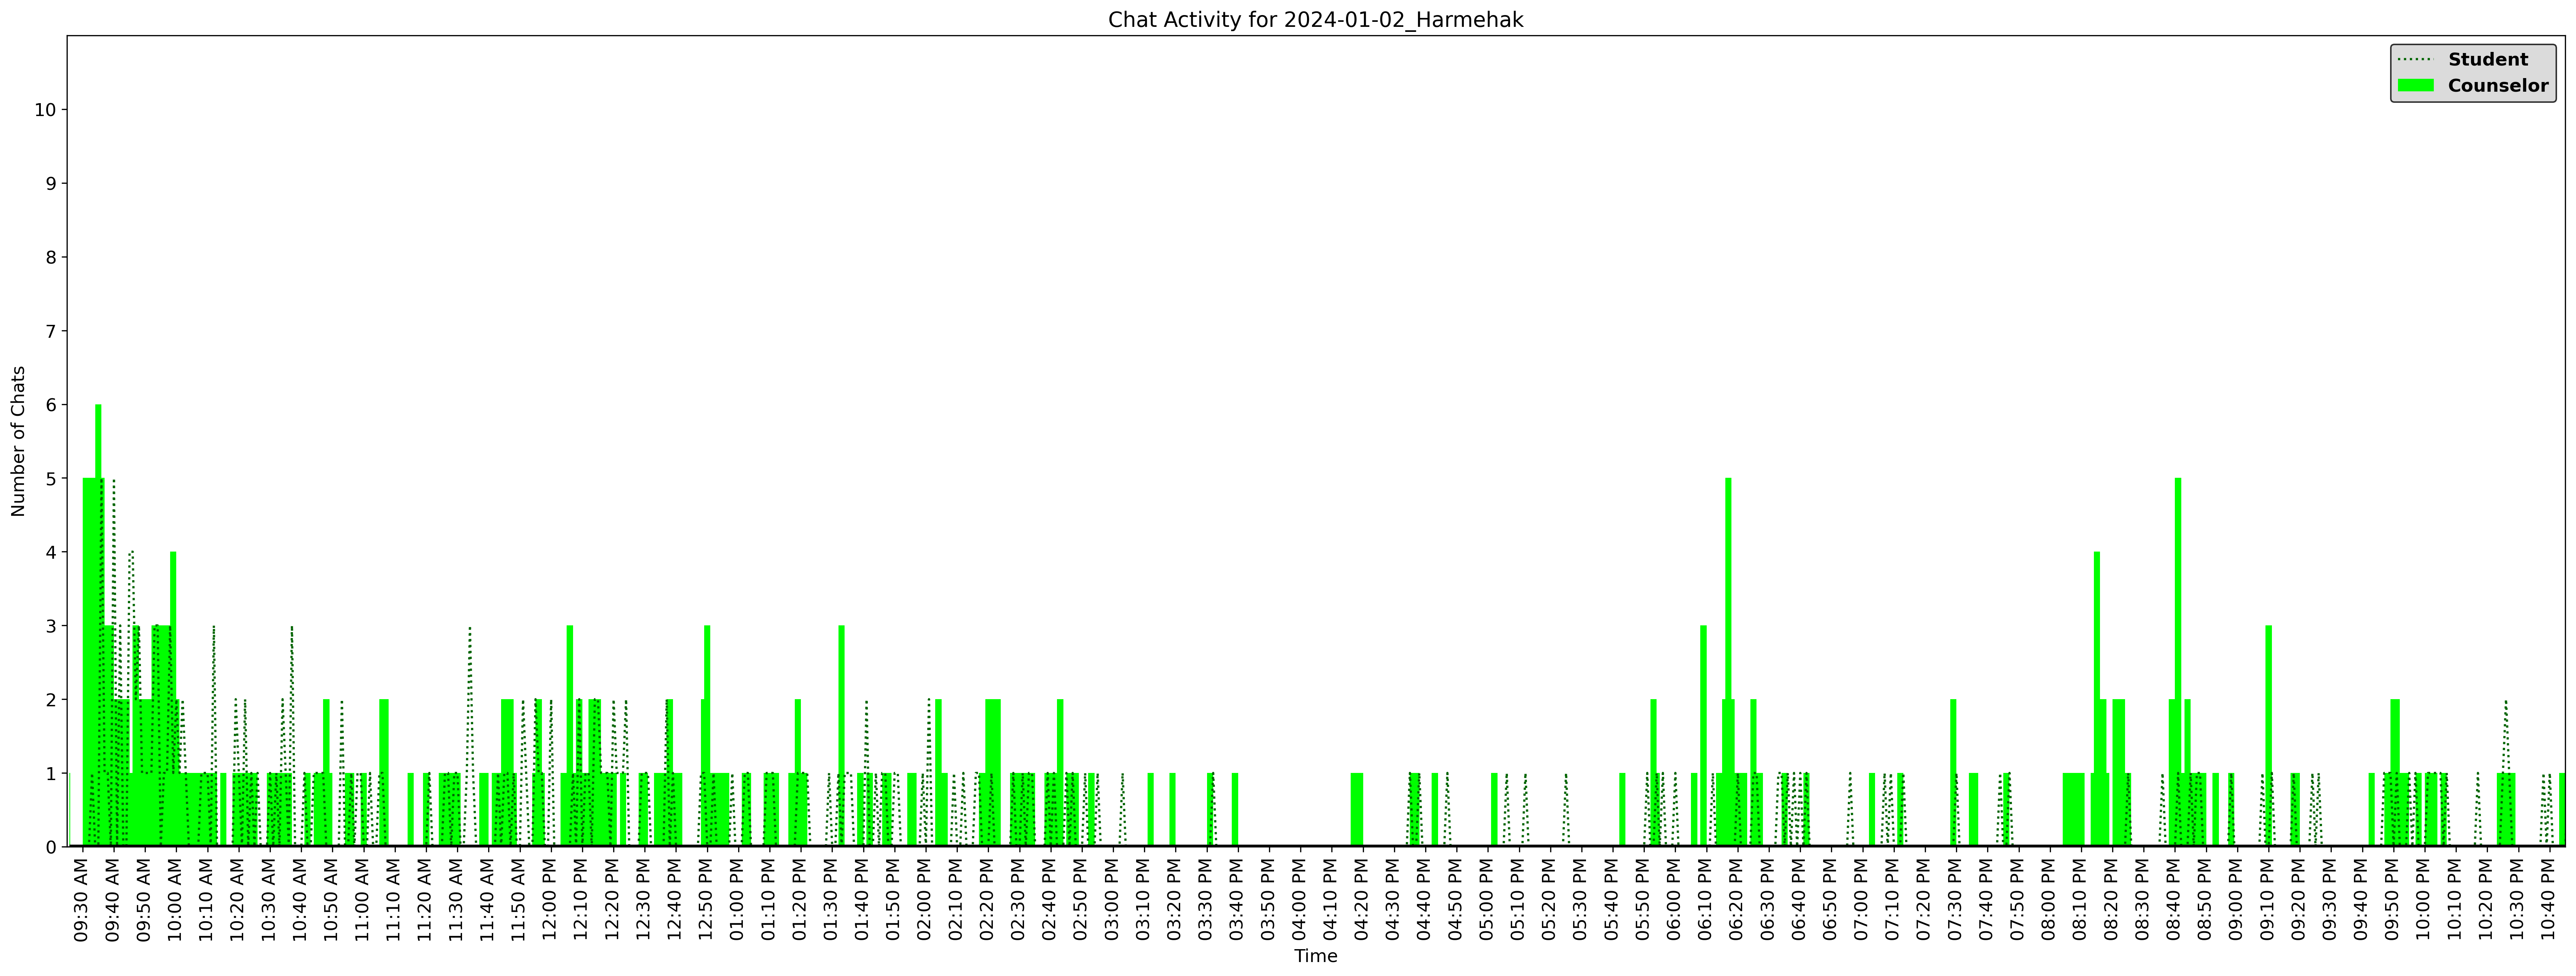 Chat Activity for 2024-01-02_Harmehak
Student
Counselor
Number of Chats
10
9
8
7
6
5
4
3
2
1
0
09:30 AM
09:40 AM
09:50 AM
10:00 AM
10:10 AM
10:20 AM
10:30 AM
10:40 AM
10:50 AM
11:00 AM
11:10 AM
11:20 AM
11:30 AM
11:40 AM
11:50 AM
12:00 PM
12:10 PM
12:20 PM
12:30 PM
12:40 PM
12:50 PM
01:00 PM
01:10 PM
01:20 PM
01:30 PM
01:40 PM
01:50 PM
02:00 PM
02:10 PM
02:20 PM
02:30 PM
02:40 PM
02:50 PM
03:00 PM
03:10 PM
03:20 PM
03:30 PM
03:40 PM
03:50 PM
04:00 PM
04:10 PM
04:20 PM
04:30 PM
04:40 PM
04:50 PM
05:00 PM
05:10 PM
05:20 PM
05:30 PM
05:40 PM
05:50 PM
06:00 PM
06:10 PM
06:20 PM
06:30 PM
06:40 PM
06:50 PM
07:00 PM
07:10 PM
07:20 PM
07:30 PM
07:40 PM
07:50 PM
08:00 PM
08:10 PM
08:20 PM
08:30 PM
08:40 PM
08:50 PM
09:00 PM
09:10 PM
09:20 PM
09:30 PM
09:40 PM
09:50 PM
10:00 PM
10:10 PM
10:20 PM
10:30 PM
10:40 PM
Time